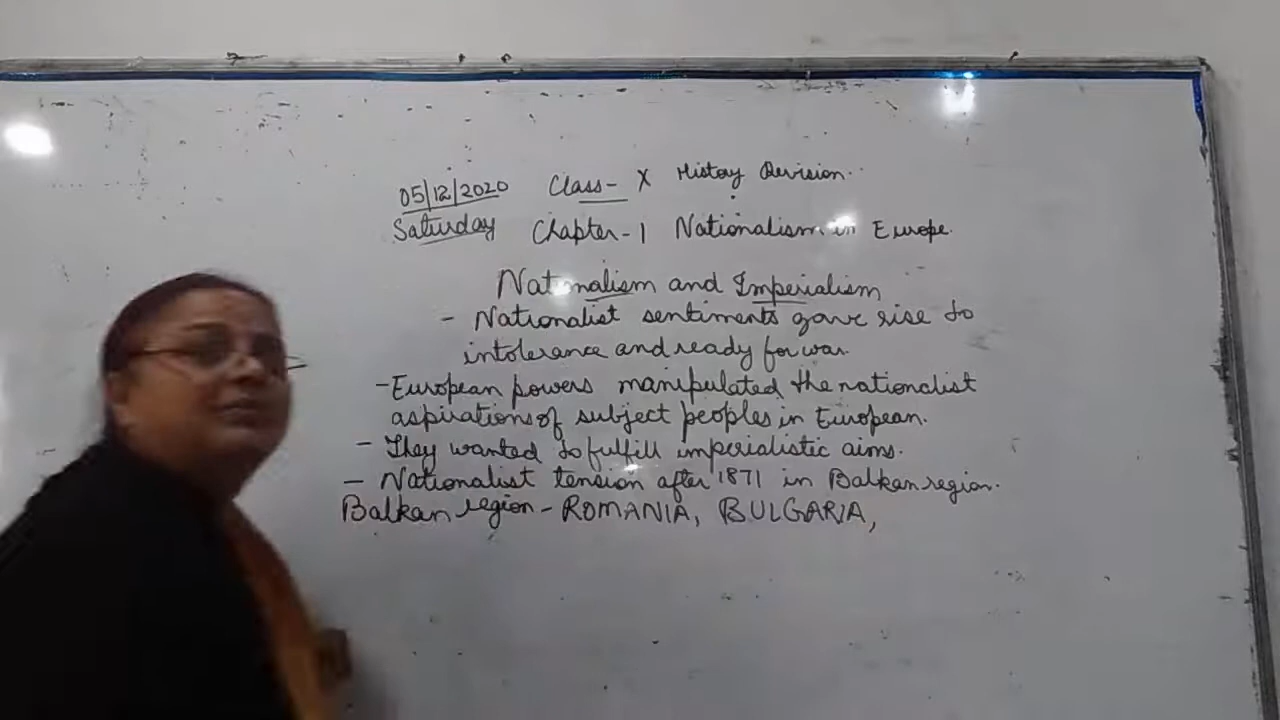 05/12/2020 Class- X History Revision..
Saturday Chapter-1 Nationalism in Europe.
Nationalism and Imperialism
- Nationalist sentiments gave rise to
intolerance and ready for war.
-European powers manipulated the nationalist
aspirations of subject peoples in European.
- They wanted to fulfill imperialistic aims.
- Nationalist tension after 1871 in Balkan region.
Balkan region - ROMANIA, BULGARIA,